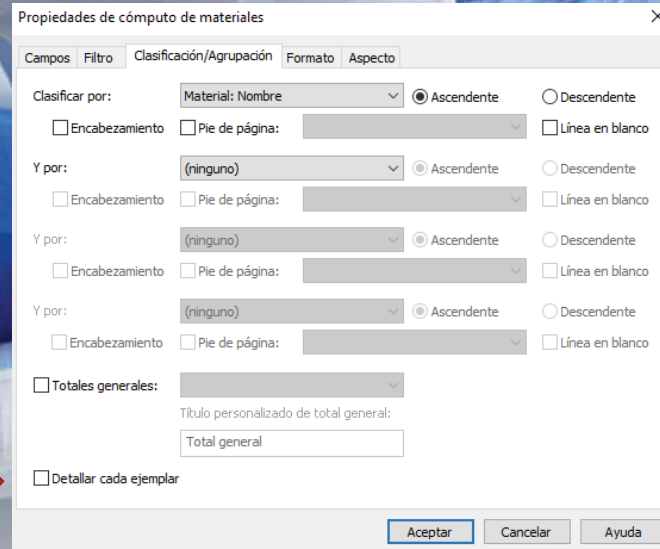 Propiedades de cómputo de materiales
Campos Filtro Clasificación/Agrupación Formato Aspecto
Clasificar por: Material: Nombre Ascendente Descendente
Encabezamiento Pie de página: Línea en blanco
Y por: (ninguno) Ascendente Descendente
Encabezamiento Pie de página: Línea en blanco
Y por: (ninguno) Ascendente Descendente
Encabezamiento Pie de página: Línea en blanco
Y por: (ninguno) Ascendente Descendente
Encabezamiento Pie de página: Línea en blanco
Totales generales:
Título personalizado de total general:
Total general
Detallar cada ejemplar
Aceptar Cancelar Ayuda